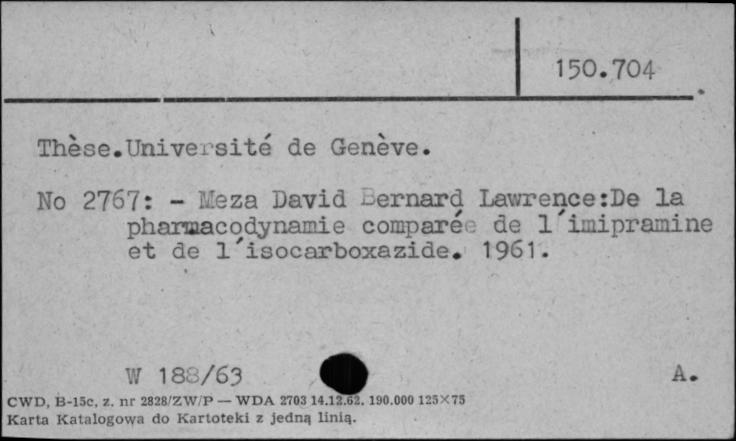 150.704
Thèse.Université de Genève.
No 2767: - Meza David Bernard Lawrence:De la
pharmacodynamie comparée de l'imipramine
et de l'isocarboxazide. 1961.
W 188/63 A.
CWD, B-15c, z. nr 2828/ZW/P — WDA 2703 14.12.62. 190.000 125×75
Karta Katalogowa do Kartoteki z jedną linią.